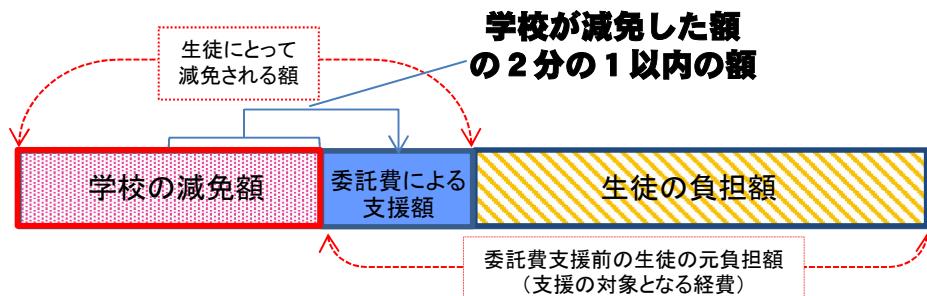 学校が減免した額
の２分の１以内の額
生徒にとって
減免される額
学校の減免額
委託費による
支援額
生徒の負担額
委託費支援前の生徒の元負担額
（支援の対象となる経費）